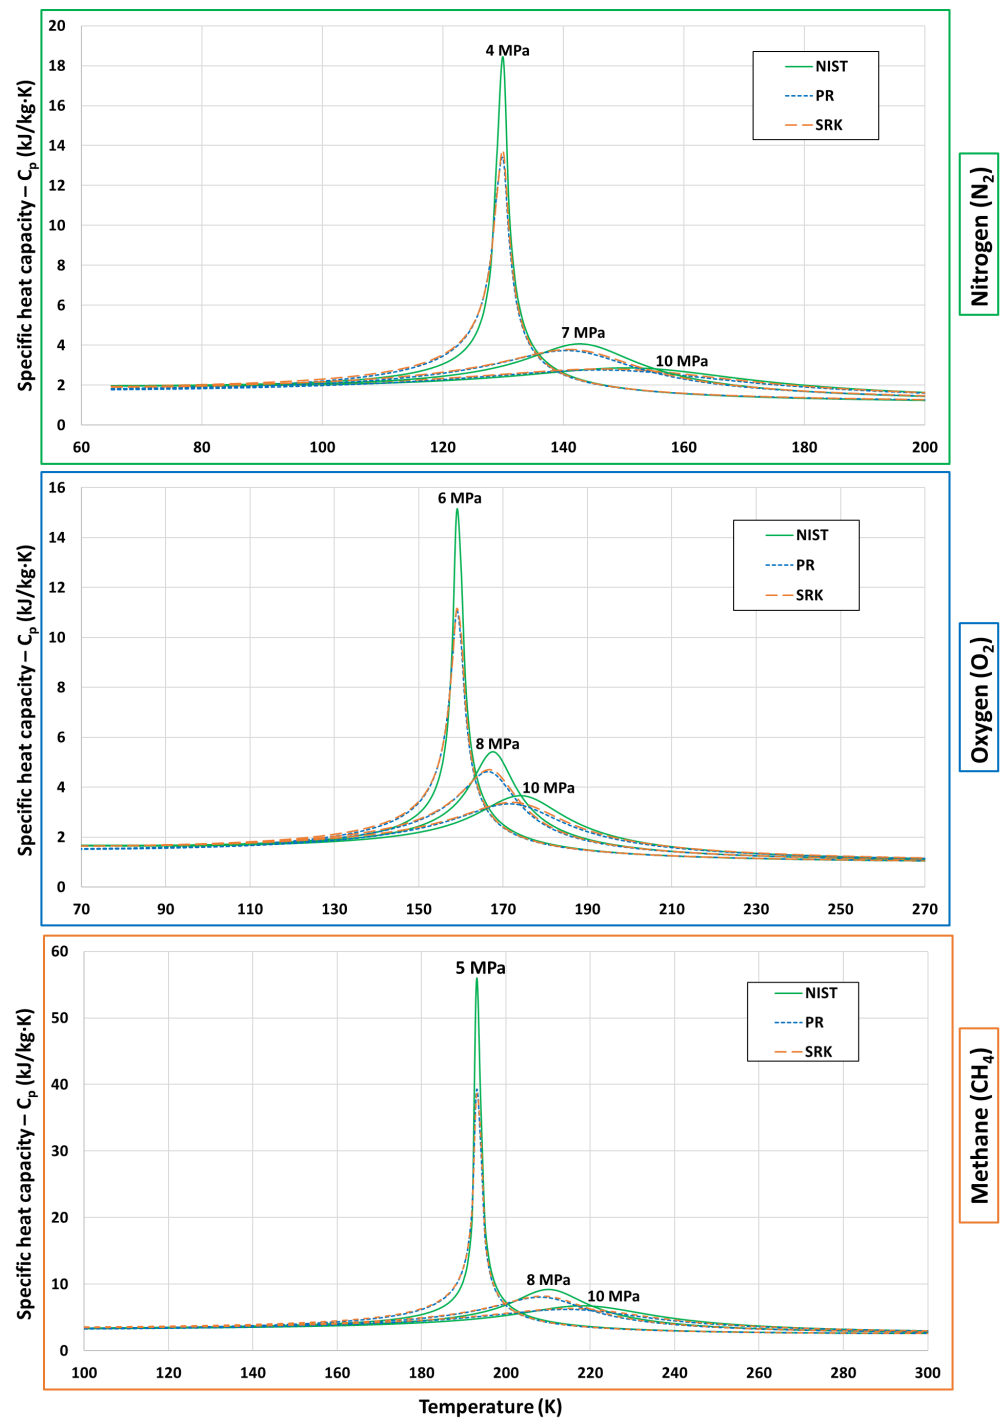 Specific heat capacity – Cp (kJ/kg·K)
20
18
16
14
12
10
8
6
4
2
0
4 MPa
7 MPa
10 MPa
NIST
PR
SRK
60 80 100 120 140 160 180 200
Nitrogen (N2)
Specific heat capacity – Cp (kJ/kg·K)
16
14
12
10
8
6
4
2
0
6 MPa
8 MPa
10 MPa
NIST
PR
SRK
70 90 110 130 150 170 190 210 230 250 270
Oxygen (O2)
Specific heat capacity – Cp (kJ/kg·K)
60
50
40
30
20
10
0
5 MPa
8 MPa
10 MPa
NIST
PR
SRK
100 120 140 160 180 200 220 240 260 280 300
Methane (CH4)
Temperature (K)